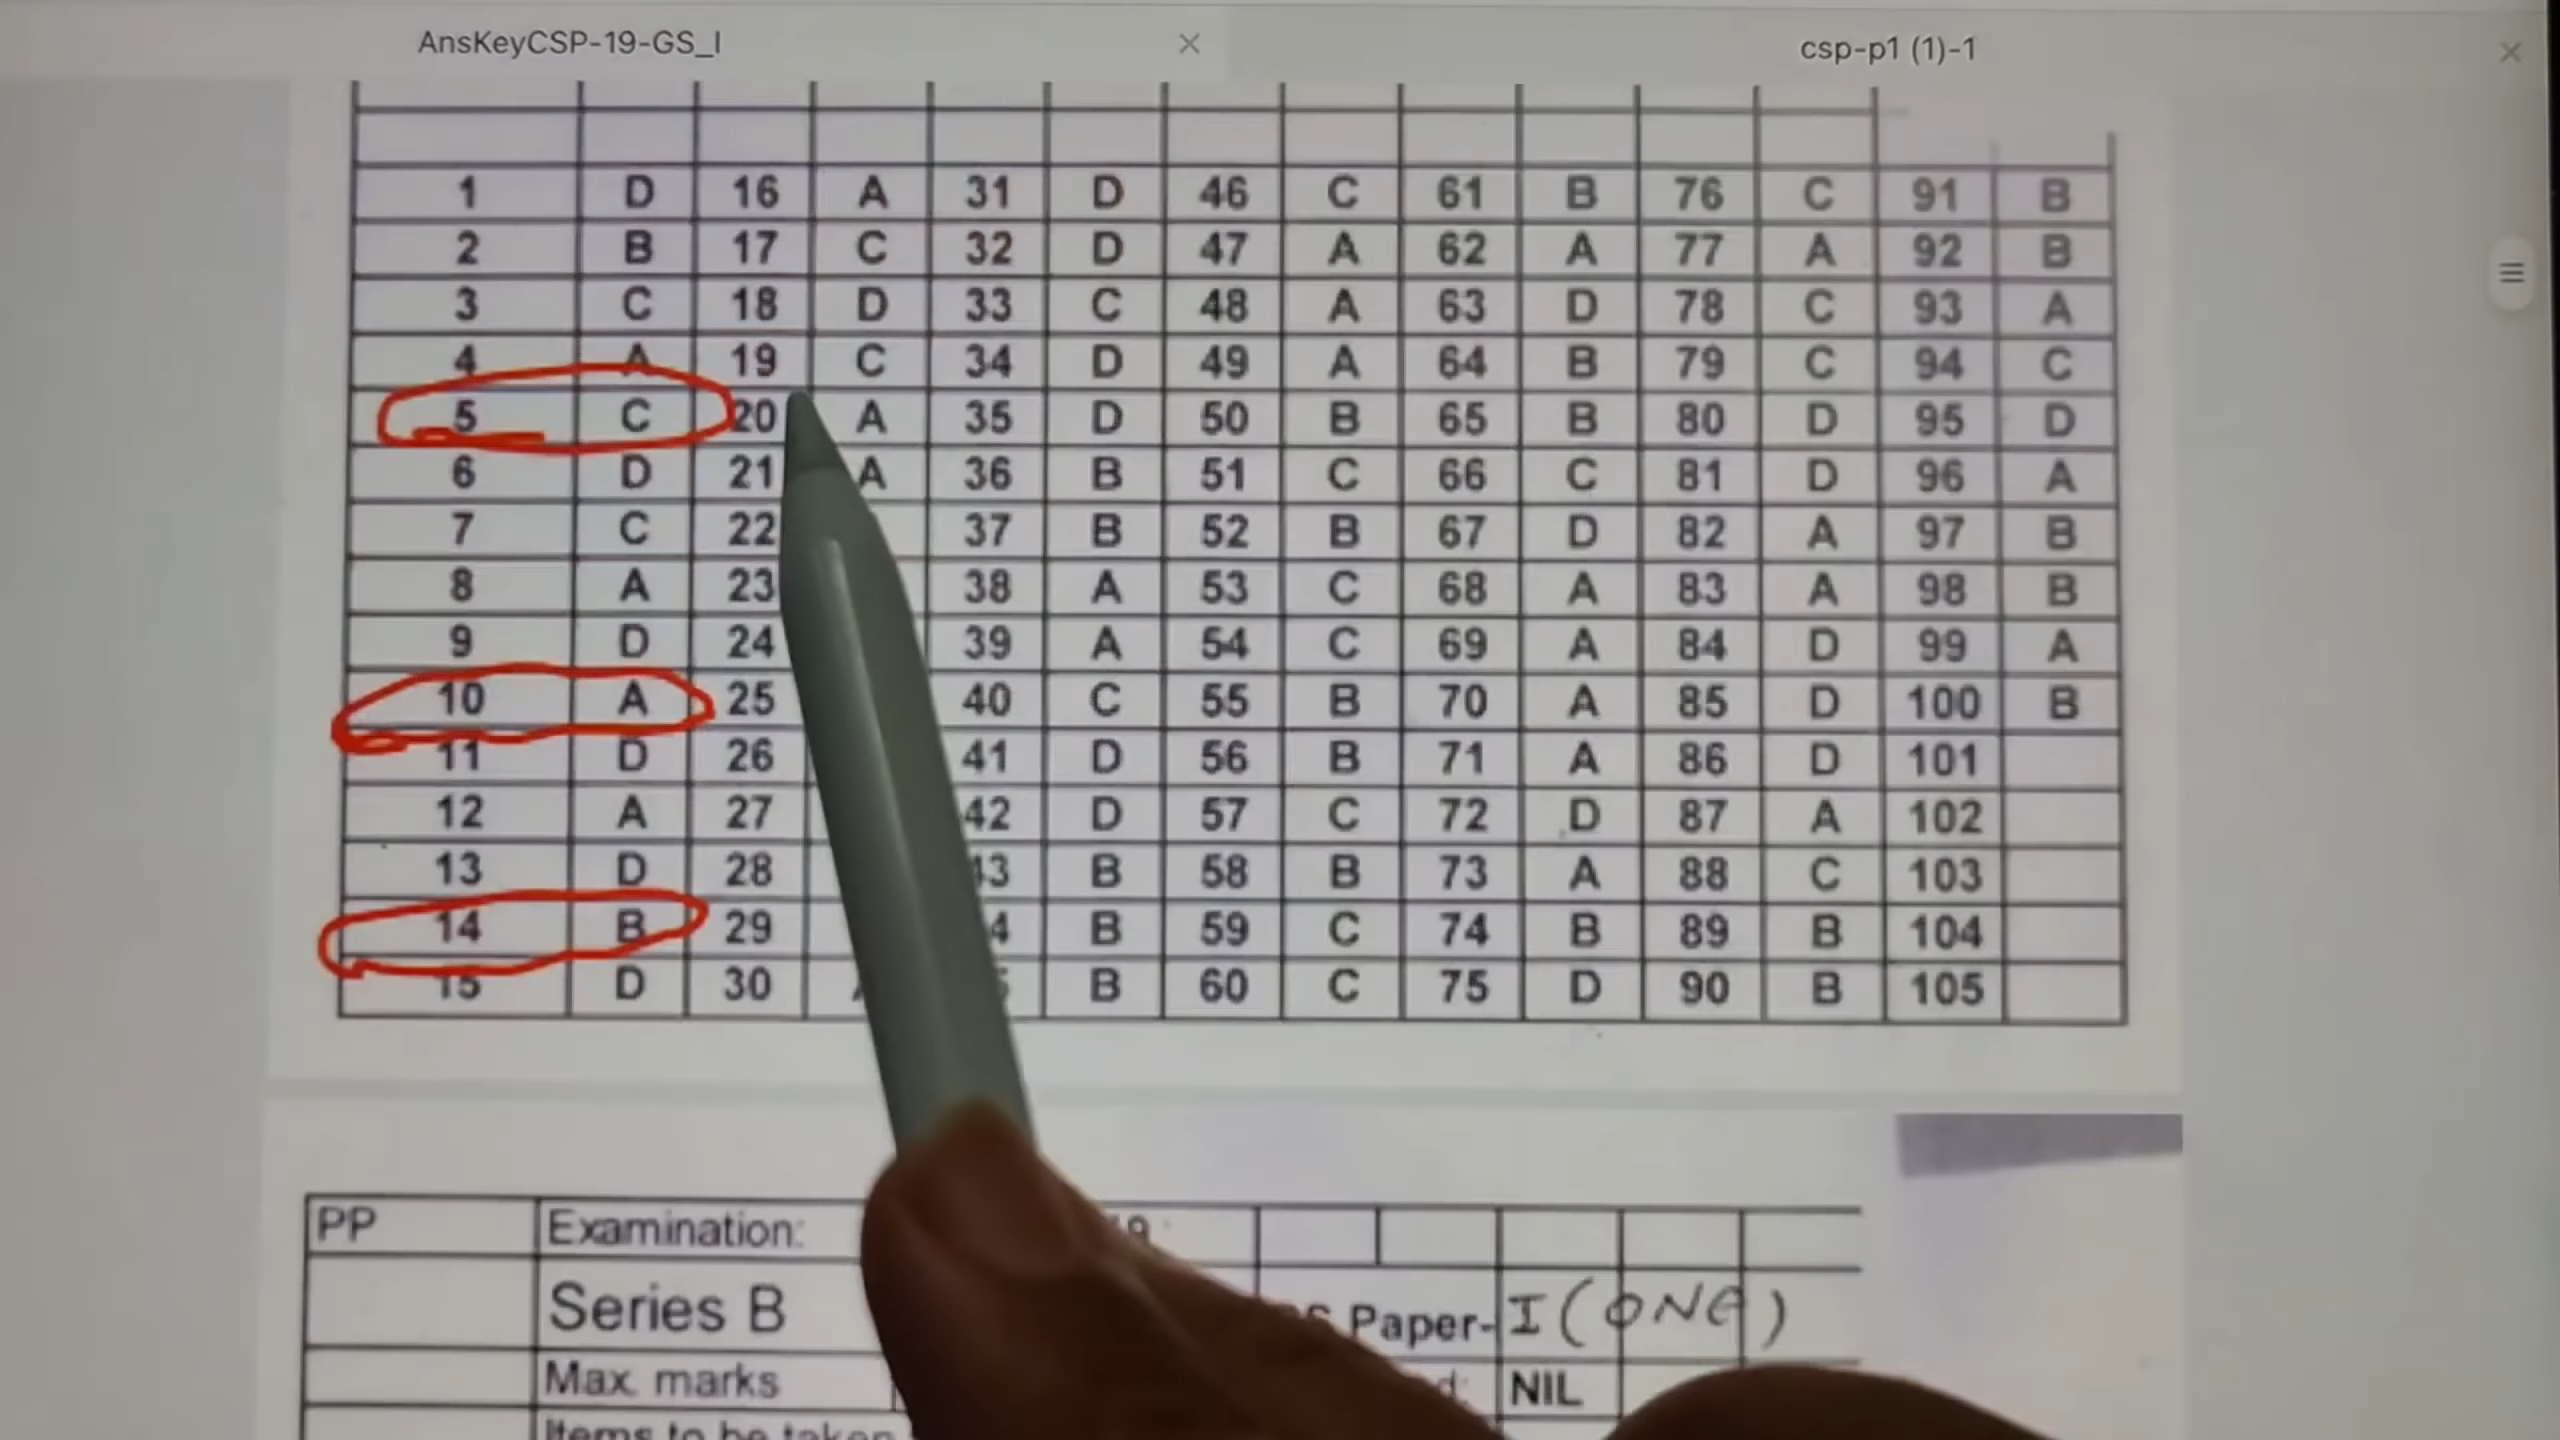 AnsKeyCSP-19-GS_I × csp-p1 (1)-1 ×
1 D 16 A 31 D 46 C 61 B 76 C 91 B
2 B 17 C 32 D 47 A 62 A 77 A 92 B
3 C 18 D 33 C 48 A 63 D 78 C 93 A
4 A 19 C 34 D 49 A 64 B 79 C 94 C
5 C 20 A 35 D 50 B 65 B 80 D 95 D
6 D 21 A 36 B 51 C 66 C 81 D 96 A
7 C 22 37 B 52 B 67 D 82 A 97 B
8 A 23 38 A 53 C 68 A 83 A 98 B
9 D 24 39 A 54 C 69 A 84 D 99 A
10 A 25 40 C 55 B 70 A 85 D 100 B
11 D 26 41 D 56 B 71 A 86 D 101
12 A 27 42 D 57 C 72 D 87 A 102
13 D 28 B 58 B 73 A 88 C 103
14 B 29 B 59 C 74 B 89 B 104
15 D 30 B 60 C 75 D 90 B 105
PP Examination:
Series B Paper- I (ONE)
Max. marks NIL
Items to be taken